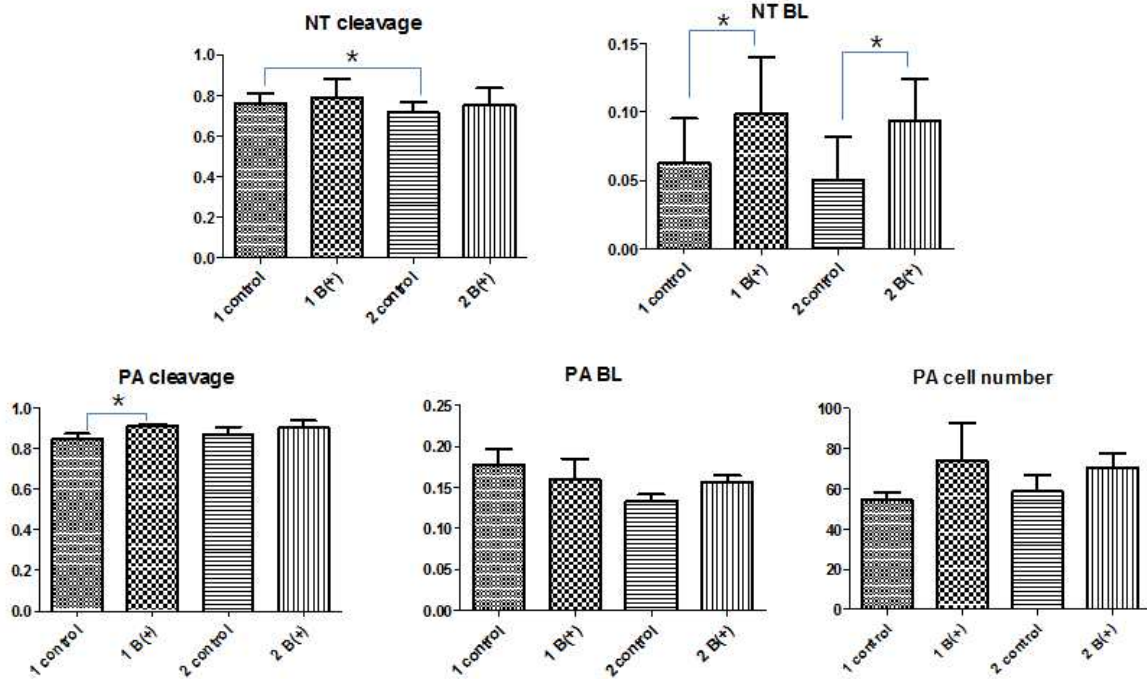 NT cleavage
*
1.0
0.8
0.6
0.4
0.2
0.0
1 control
1 B(+)
2 control
2 B(+)
NT BL
*
*
0.15
0.10
0.05
0.00
1 control
1 B(+)
2 control
2 B(+)
PA cleavage
*
1.0
0.8
0.6
0.4
0.2
0.0
1 control
1 B(+)
2 control
2 B(+)
PA BL
0.25
0.20
0.15
0.10
0.05
0.00
1 control
1 B(+)
2 control
2 B(+)
PA cell number
100
80
60
40
20
0
1 control
1 B(+)
2 control
2 B(+)